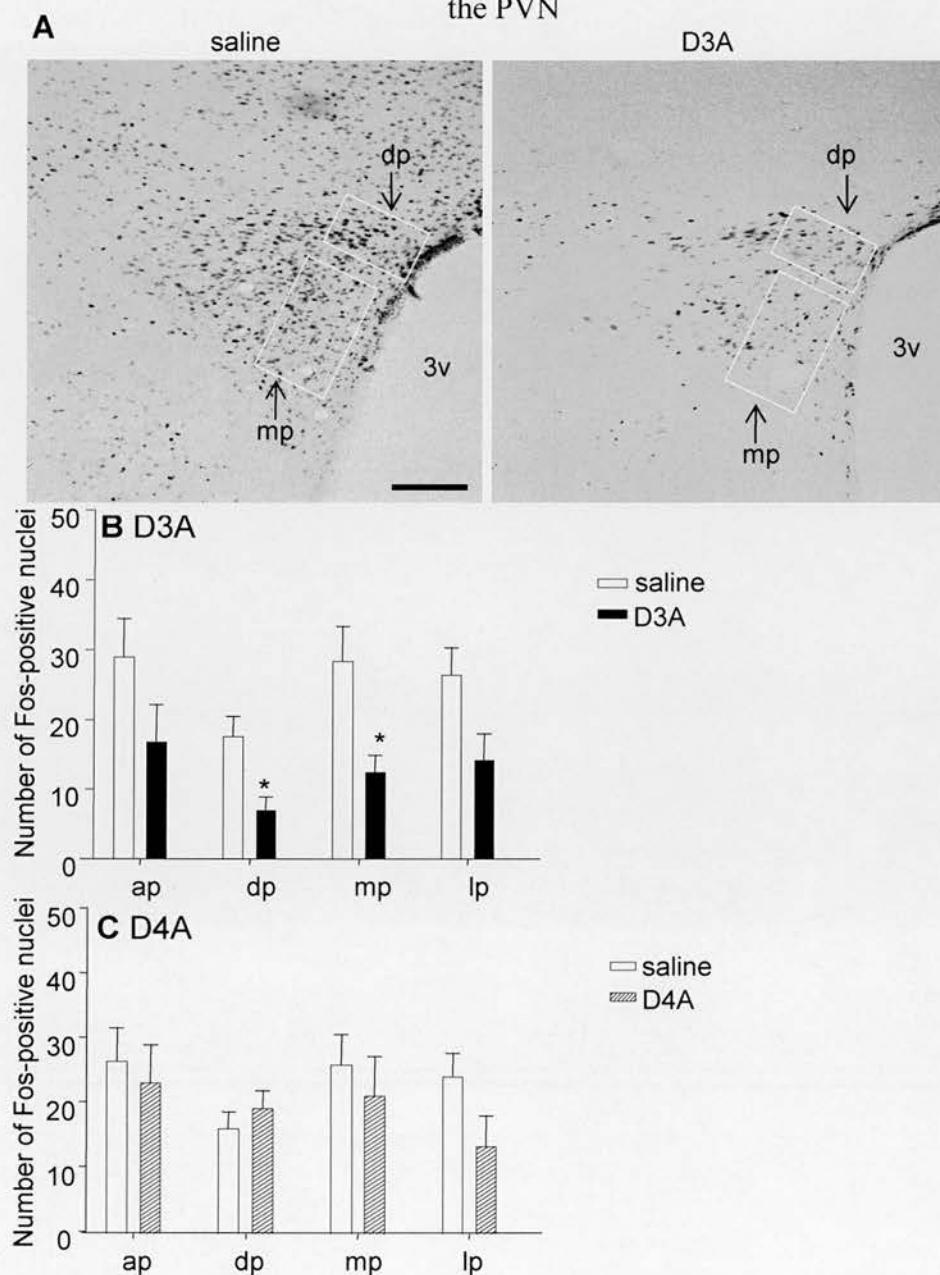 the PVN
A
saline
D3A
dp
mp
3v
dp
mp
3v
B D3A
Number of Fos-positive nuclei
50
40
30
20
10
0
* *
ap dp mp lp
saline
D3A
C D4A
Number of Fos-positive nuclei
50
40
30
20
10
0
ap dp mp lp
saline
D4A